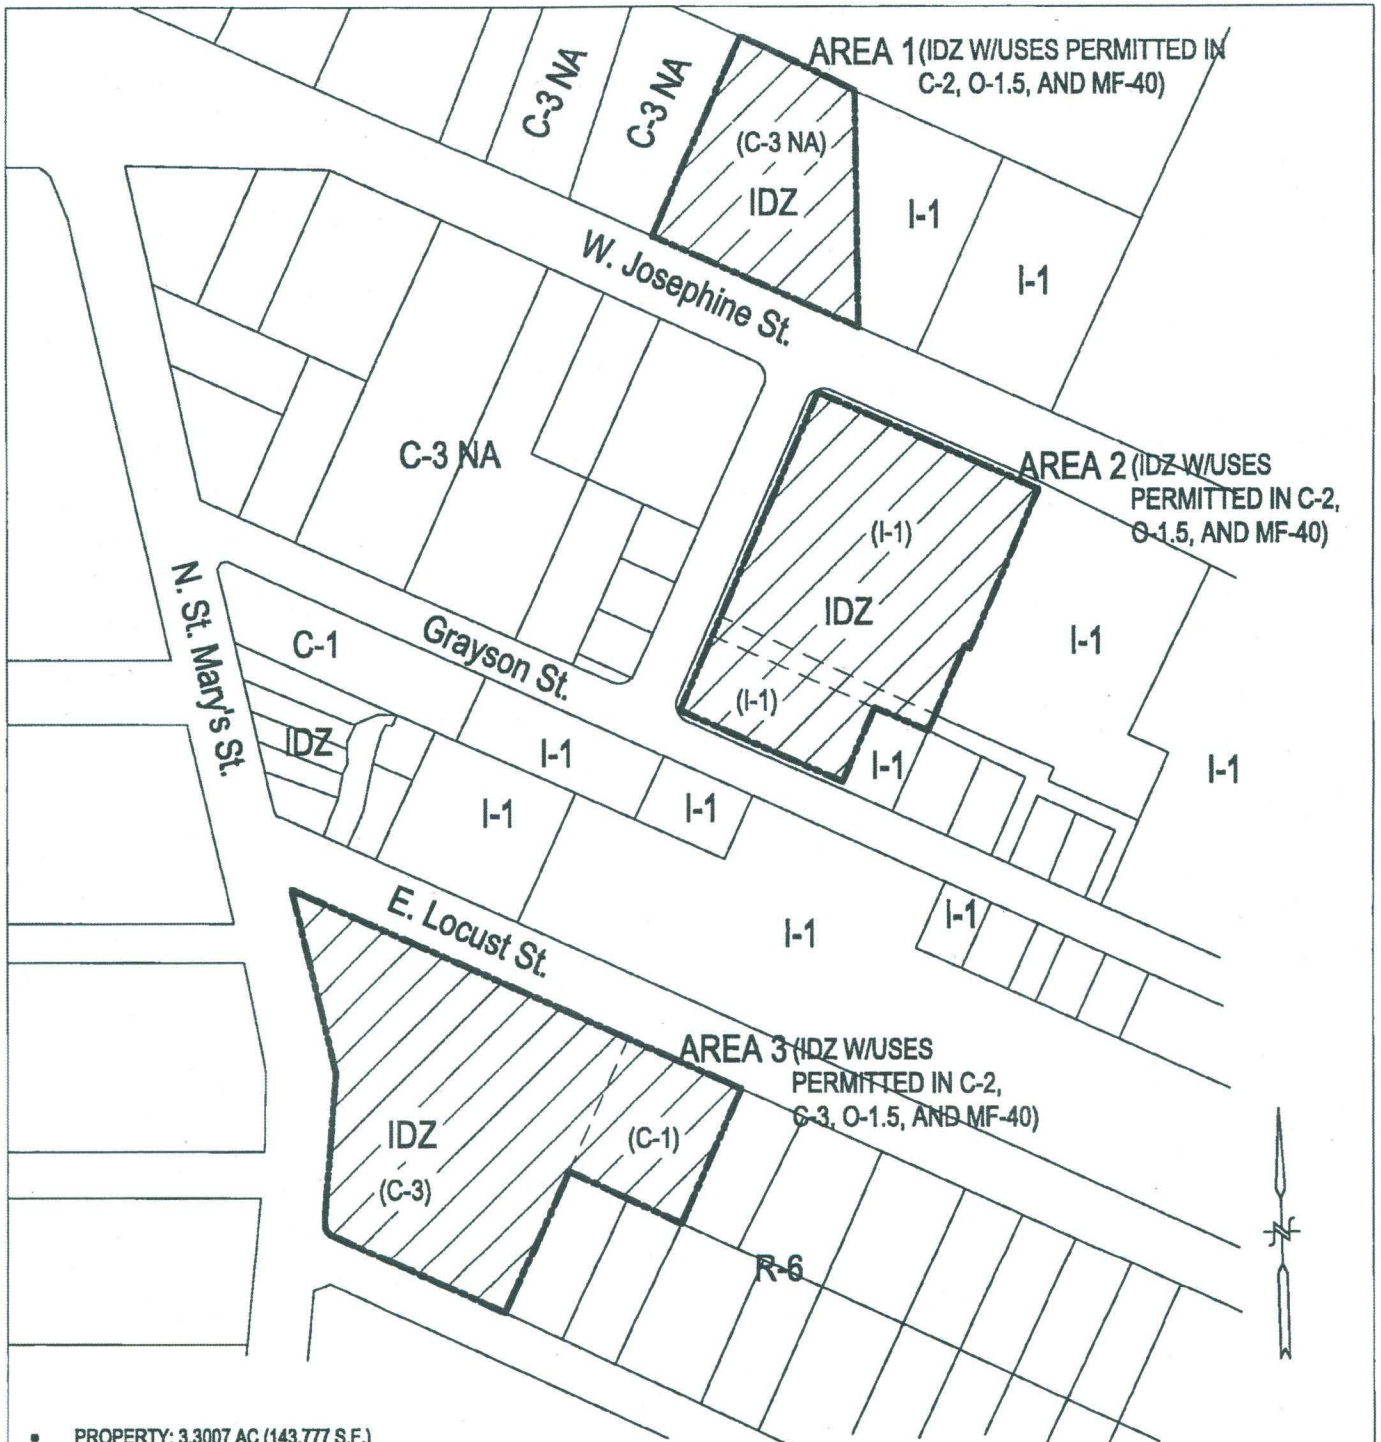 AREA 1 (IDZ W/USES PERMITTED IN
C-2, O-1.5, AND MF-40)
C-3 NA
C-3 NA
(C-3 NA)
IDZ
I-1
I-1
W. Josephine St.
C-3 NA
AREA 2 (IDZ W/USES
PERMITTED IN C-2,
O-1.5, AND MF-40)
(I-1)
IDZ
(I-1)
I-1
I-1
I-1
N. St. Mary's St.
C-1
Grayson St.
IDZ
I-1
I-1
I-1
I-1
I-1
E. Locust St.
AREA 3 (IDZ W/USES
PERMITTED IN C-2,
C-3, O-1.5, AND MF-40)
IDZ
(C-3)
(C-1)
R-6
N
• PROPERTY: 3.3007 AC (143,777 S.F.)